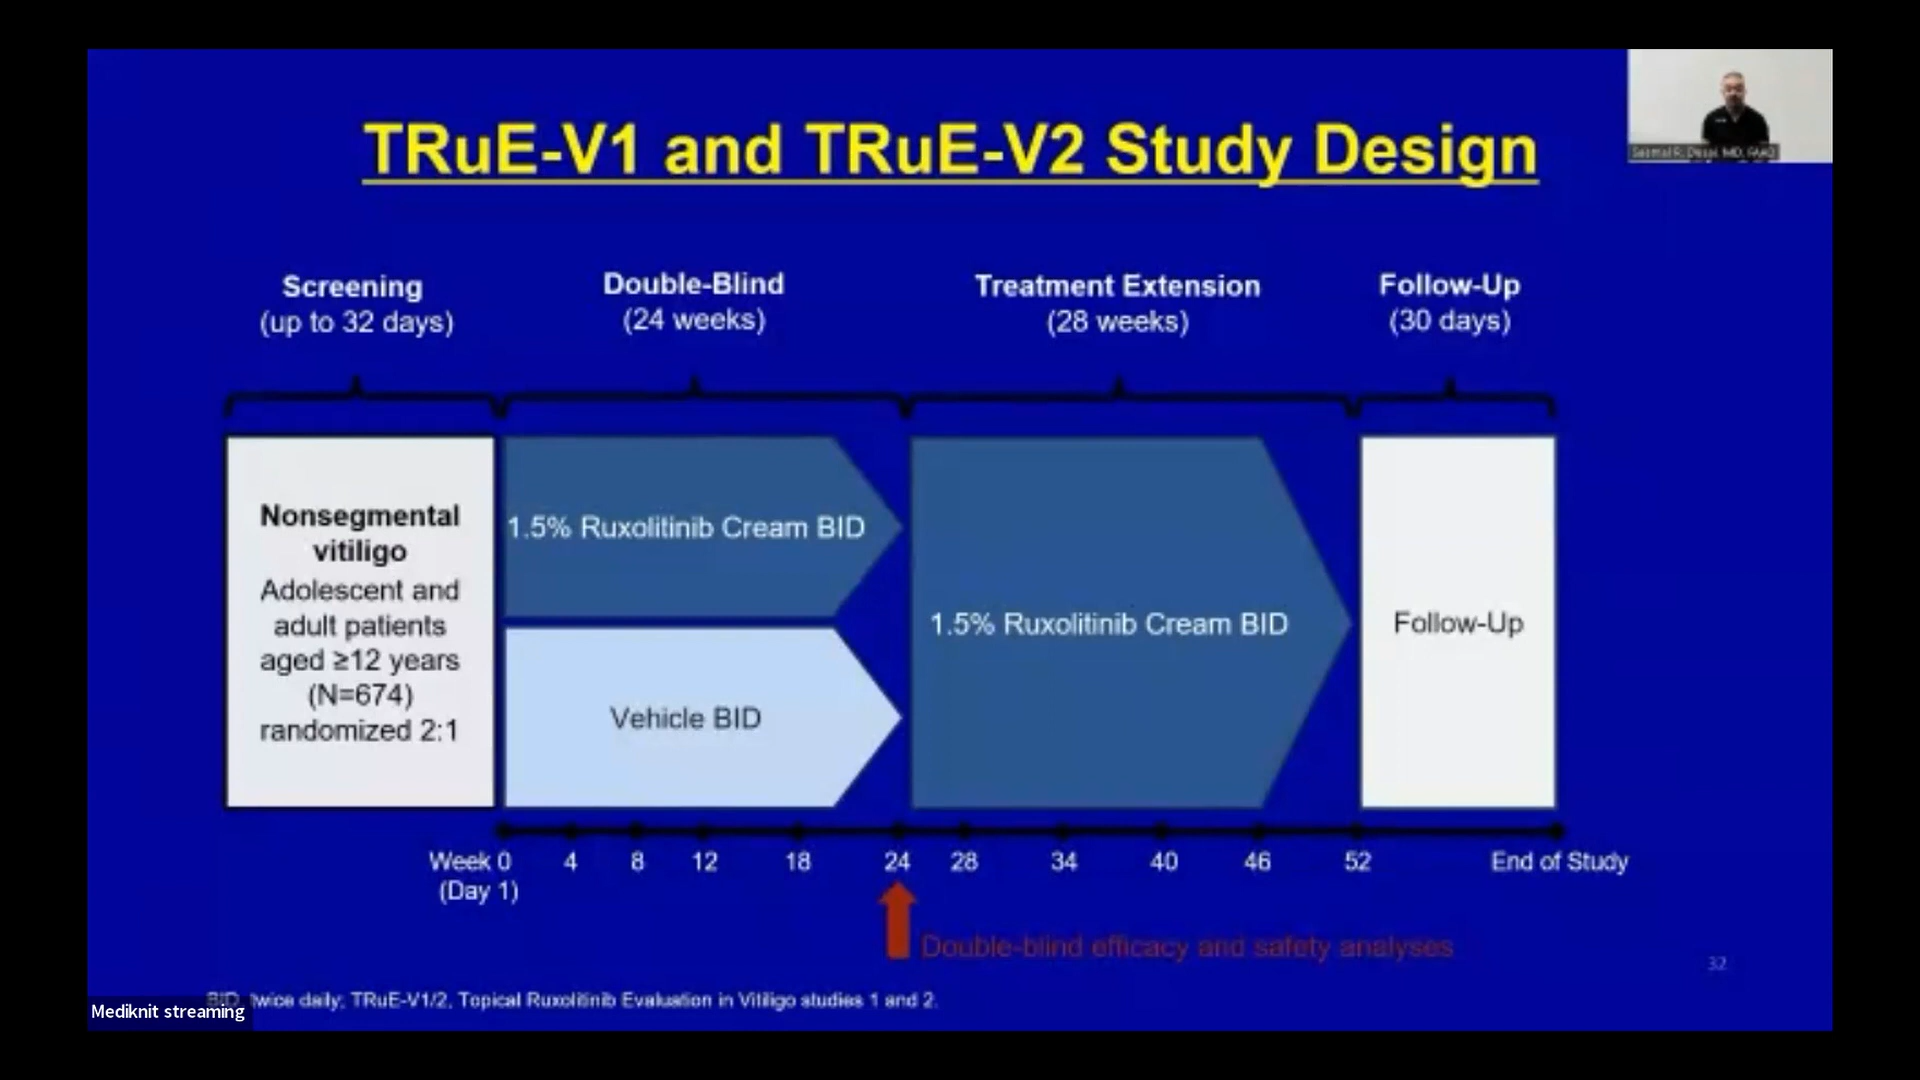 TRuE-V1 and TRuE-V2 Study Design
Screening
(up to 32 days)
Double-Blind
(24 weeks)
Treatment Extension
(28 weeks)
Follow-Up
(30 days)
Nonsegmental
vitiligo
Adolescent and
adult patients
aged ≥12 years
(N=674)
randomized 2:1
1.5% Ruxolitinib Cream BID
Vehicle BID
1.5% Ruxolitinib Cream BID
Follow-Up
Week 0 4 8 12 18 24 28 34 40 46 52 End of Study
(Day 1)
Double-blind efficacy and safety analyses
32
BID, twice daily; TRuE-V1/2, Topical Ruxolitinib Evaluation in Vitiligo studies 1 and 2.
Mediknit streaming